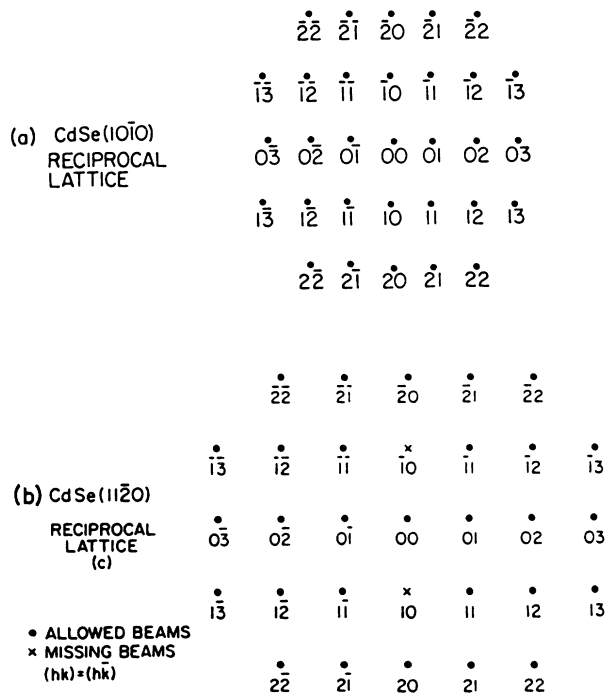 2̄2̄ 2̄1̄ 2̄0 2̄1 2̄2
1̄3̄ 1̄2̄ 1̄1̄ 1̄0 1̄1 1̄2 1̄3
(a) CdSe(101̄0)
RECIPROCAL
LATTICE
03̄ 02̄ 01̄ 00 01 02 03
13̄ 12̄ 11̄ 10 11 12 13
22̄ 21̄ 20 21 22
2̄2̄ 2̄1̄ 2̄0 2̄1 2̄2
1̄3̄ 1̄2̄ 1̄1̄ 1̄0 1̄1 1̄2 1̄3
(b) CdSe(112̄0)
RECIPROCAL
LATTICE
(c)
03̄ 02̄ 01̄ 00 01 02 03
13̄ 12̄ 11̄ 10 11 12 13
• ALLOWED BEAMS
× MISSING BEAMS
(hk)=(hk̄)
22̄ 21̄ 20 21 22